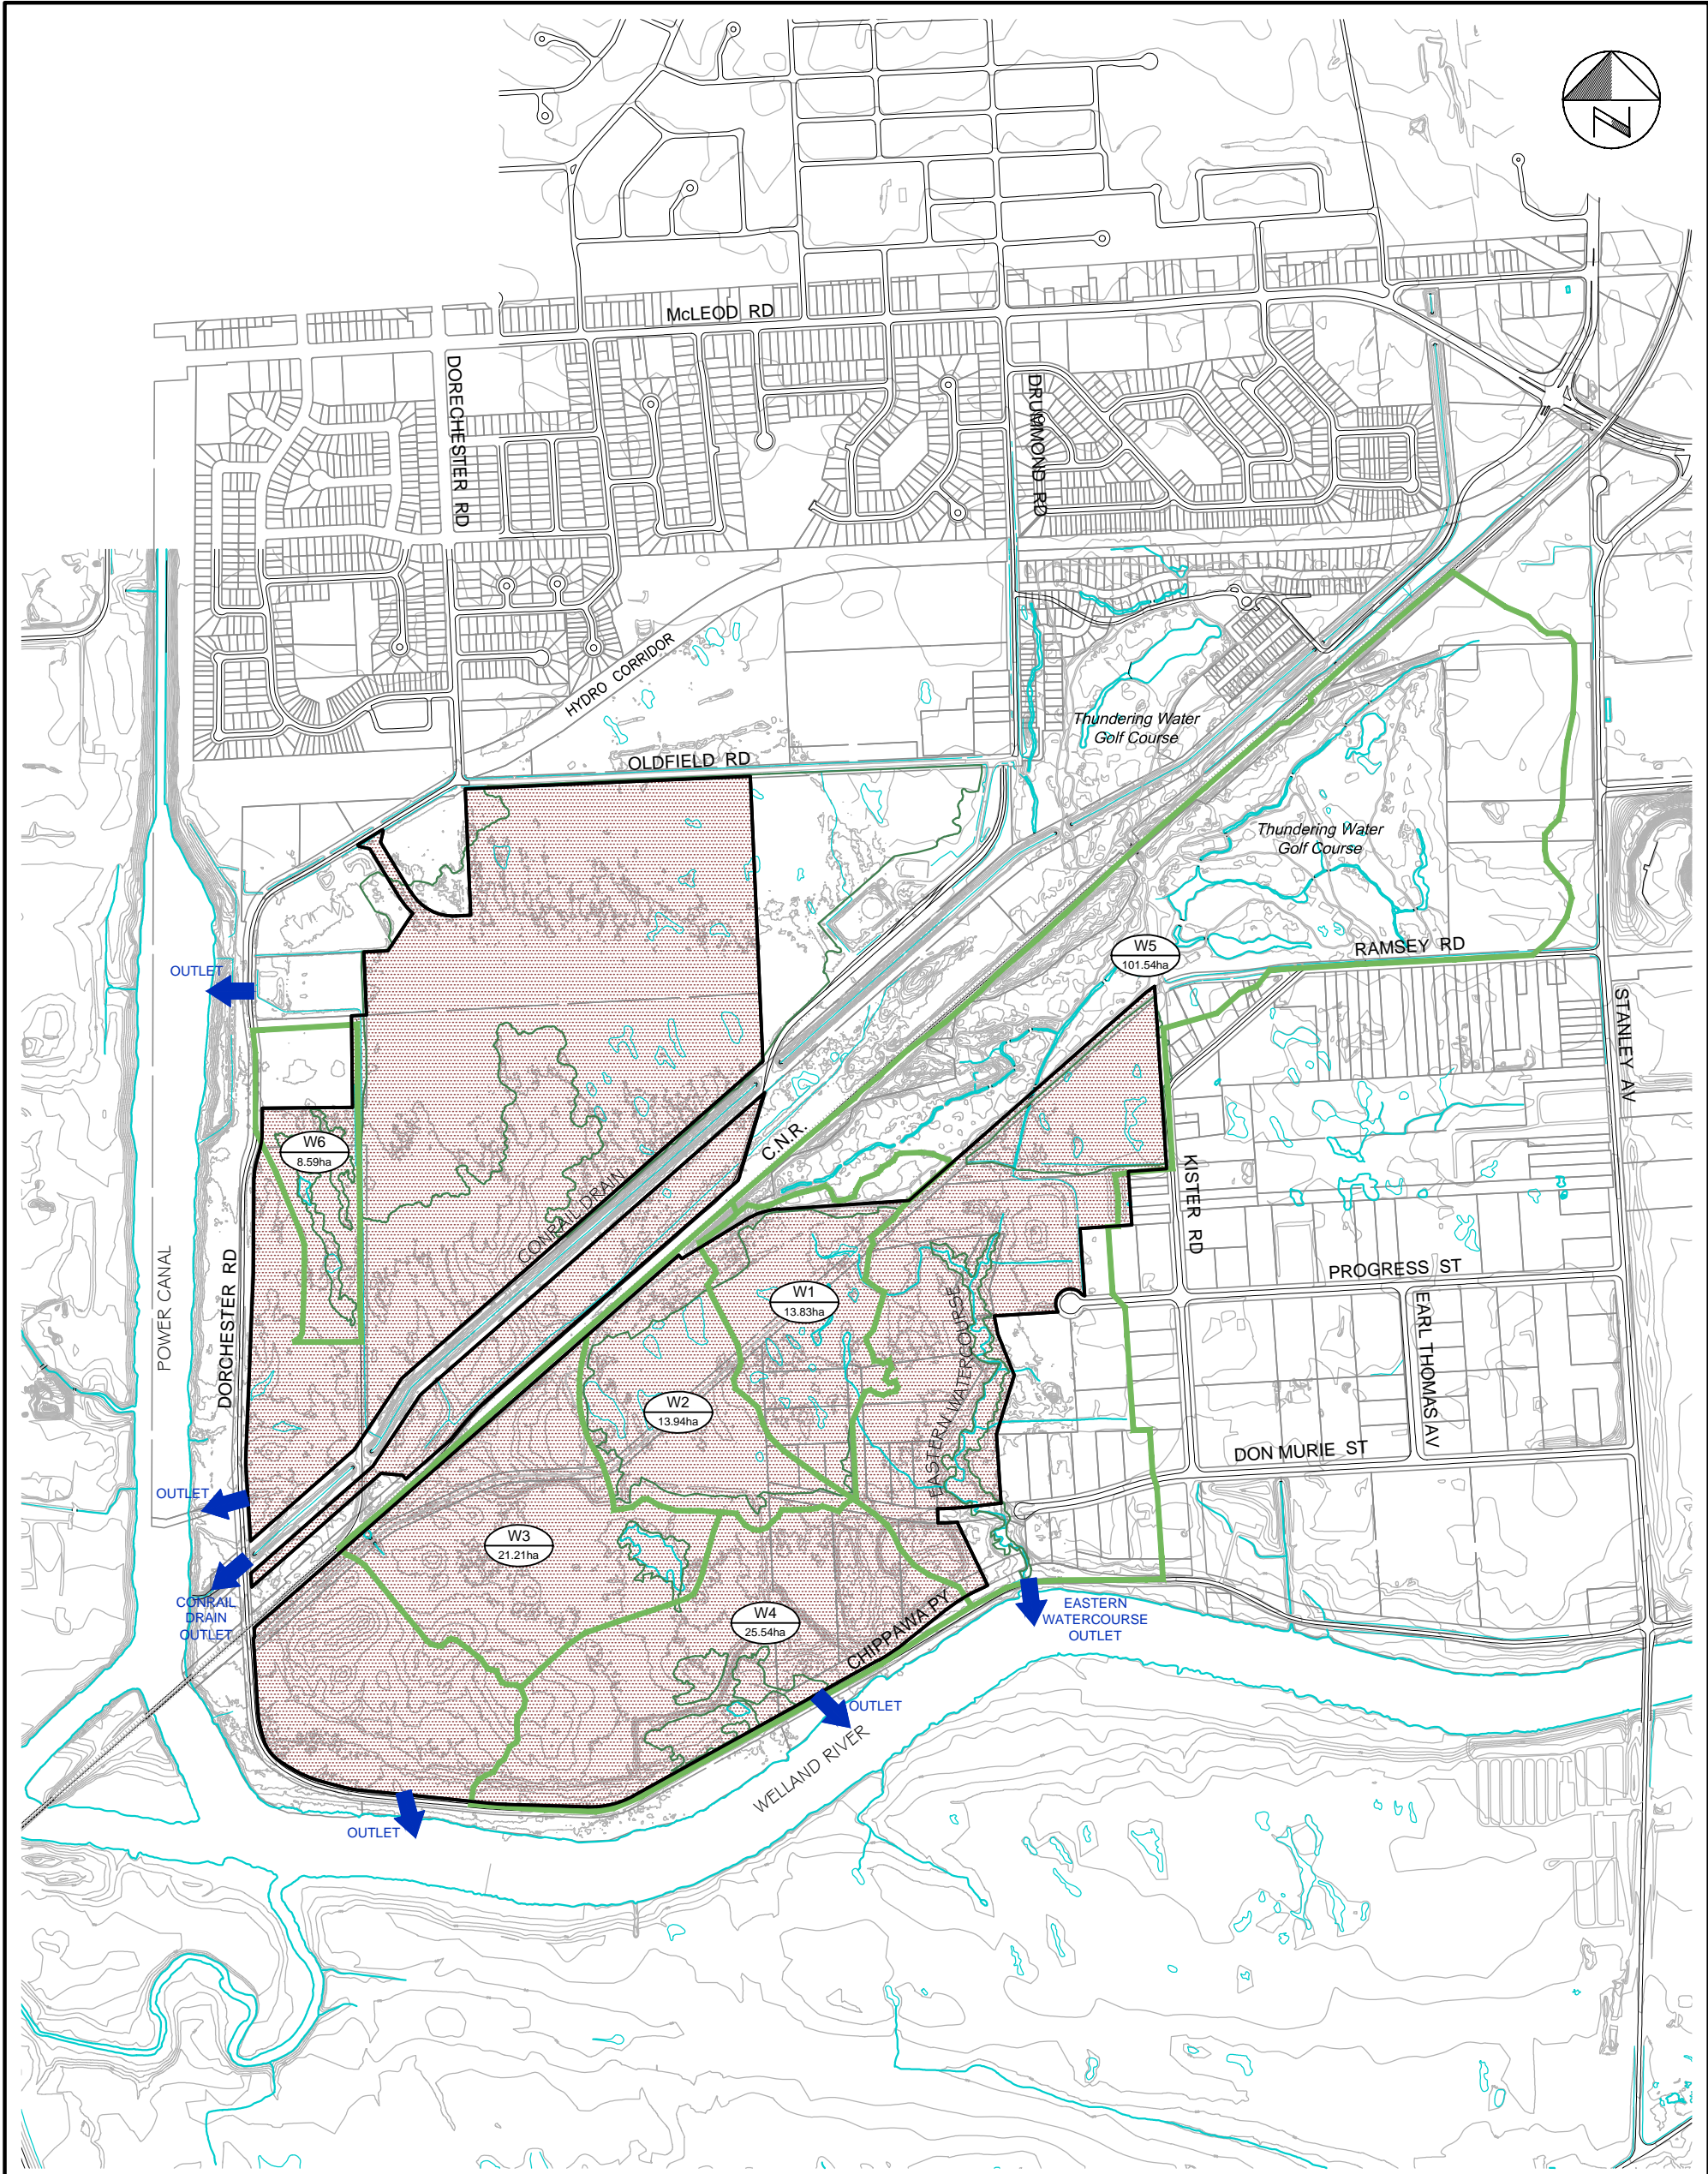 N
McLEOD RD
DORECHESTER RD
DRUMMOND RD
HYDRO CORRIDOR
Thundering Water
Golf Course
OLDFIELD RD
Thundering Water
Golf Course
W5
101.54ha
RAMSEY RD
OUTLET
STANLEY AV
W6
8.59ha
C.N.R.
CONRAIL DRAIN
KISTER RD
POWER CANAL
DORCHESTER RD
W1
13.83ha
PROGRESS ST
EARL THOMAS AV
EASTERN WATERCOURSE
W2
13.94ha
DON MURIE ST
OUTLET
W3
21.21ha
CONRAIL
DRAIN
OUTLET
W4
25.54ha
CHIPPAWA PY
EASTERN
WATERCOURSE
OUTLET
OUTLET
WELLAND RIVER
OUTLET